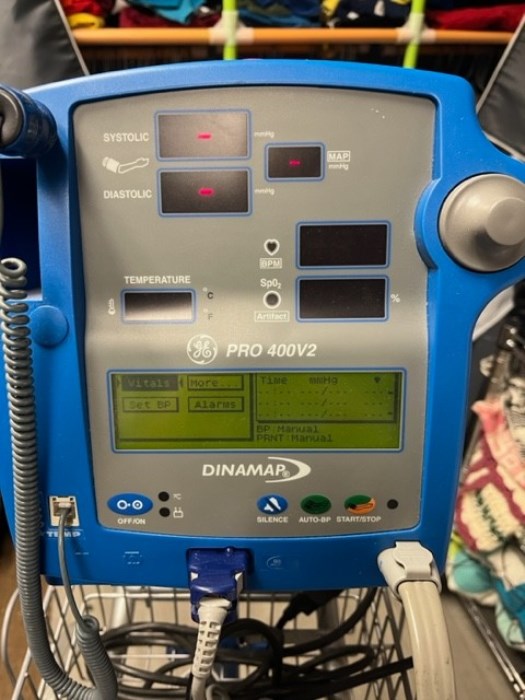 SYSTOLIC
mmHg
MAP
mmHg
DIASTOLIC
mmHg
BPM
TEMPERATURE
°C
°F
SpO₂
%
Artifact
GE
PRO 400V2
Vitals More...
Set BP Alarms
Time mmHg ♥
--:-- ---/--- ---
--:-- ---/--- ---
BP:Manual
PRNT:Manual
DINAMAP®
OFF/ON
SILENCE
AUTO-BP
START/STOP
TEMP